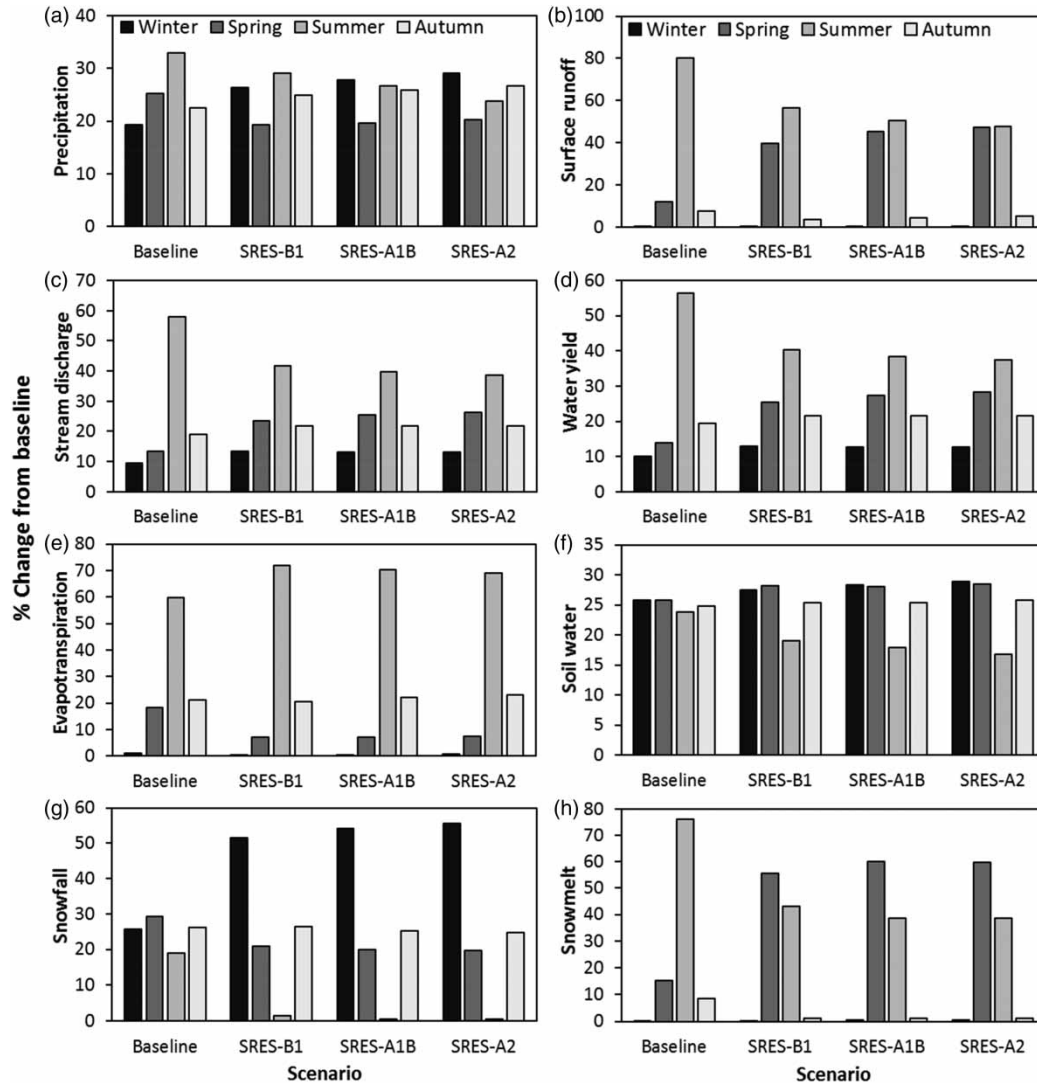 (a) Winter Spring Summer Autumn
40
30
20
10
0
Precipitation
Baseline SRES-B1 SRES-A1B SRES-A2
(b) Winter Spring Summer Autumn
100
80
60
40
20
0
Surface runoff
Baseline SRES-B1 SRES-A1B SRES-A2
(c)
70
60
50
40
30
20
10
0
Stream discharge
Baseline SRES-B1 SRES-A1B SRES-A2
(d)
60
50
40
30
20
10
0
Water yield
Baseline SRES-B1 SRES-A1B SRES-A2
% Change from baseline
(e)
80
70
60
50
40
30
20
10
0
Evapotranspiration
Baseline SRES-B1 SRES-A1B SRES-A2
(f)
35
30
25
20
15
10
5
0
Soil water
Baseline SRES-B1 SRES-A1B SRES-A2
(g)
60
50
40
30
20
10
0
Snowfall
Baseline SRES-B1 SRES-A1B SRES-A2
Scenario
(h)
80
70
60
50
40
30
20
10
0
Snowmelt
Baseline SRES-B1 SRES-A1B SRES-A2
Scenario